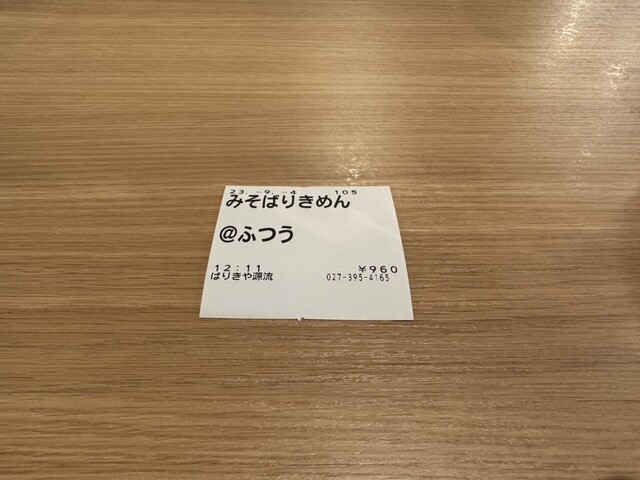 23.-9.-4 105
みそばりきめん
@ふつう
12:11 ¥960
ばりきや源流 027-395-4165